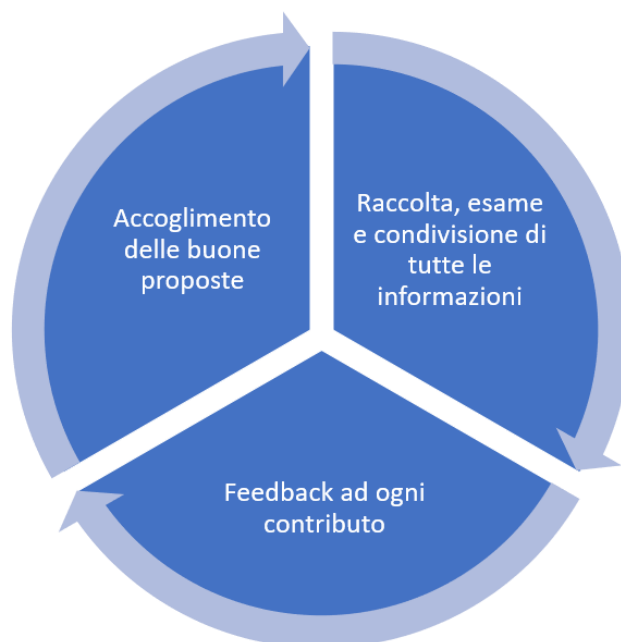 Accoglimento
delle buone
proposte
Raccolta, esame
e condivisione di
tutte le
informazioni
Feedback ad ogni
contributo